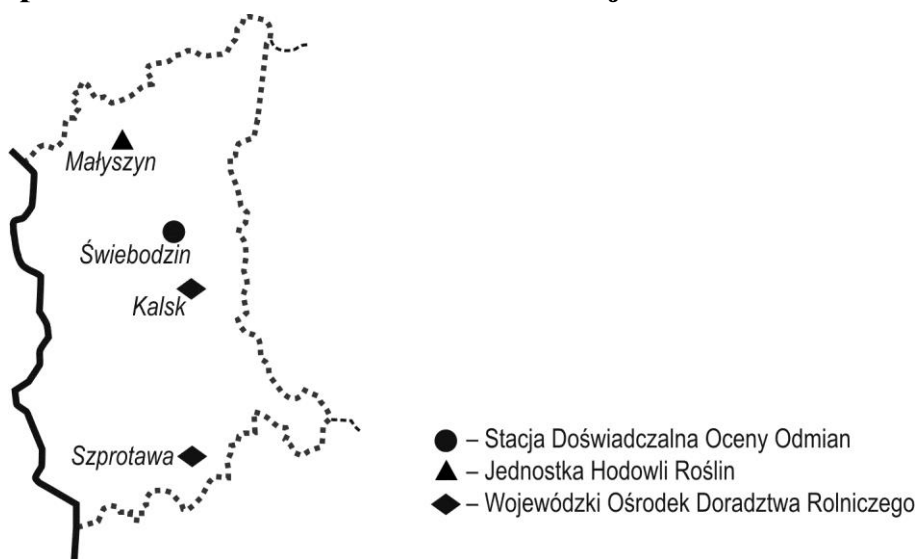 Małyszyn
Świebodzin
Kalsk
Szprotawa
– Stacja Doświadczalna Oceny Odmian
– Jednostka Hodowli Roślin
– Wojewódzki Ośrodek Doradztwa Rolniczego